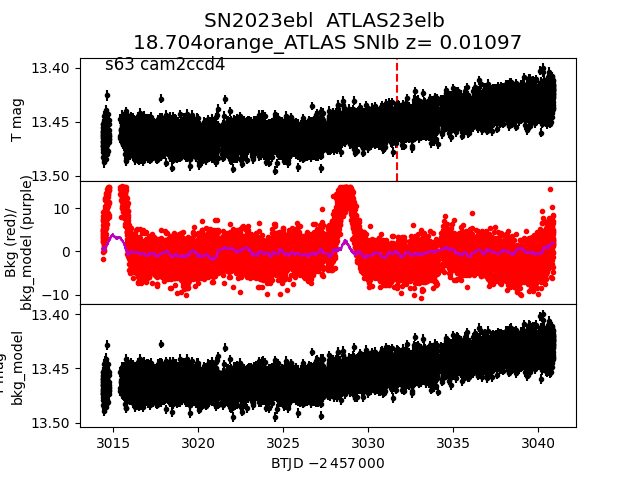 SN2023ebl  ATLAS23elb
18.704orange_ATLAS SNIb z= 0.01097
s63 cam2ccd4
T mag
13.40
13.45
13.50
Bkg (red)/
bkg_model (purple)
10
0
−10
mag
bkg_model
13.40
13.45
13.50
3015 3020 3025 3030 3035 3040
BTJD −2 457 000